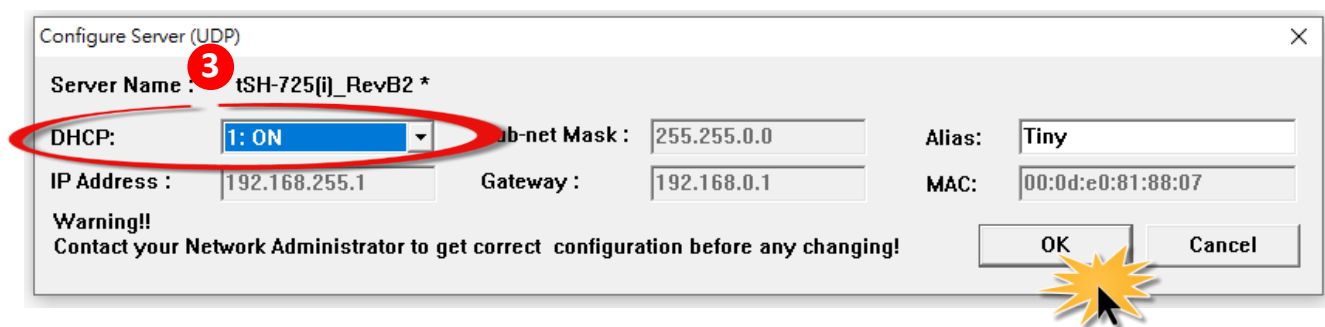 Configure Server (UDP)
3
Server Name : tSH-725(i)_RevB2 *
DHCP: 1: ON ub-net Mask : 255.255.0.0 Alias: Tiny
IP Address : 192.168.255.1 Gateway : 192.168.0.1 MAC: 00:0d:e0:81:88:07
Warning!!
Contact your Network Administrator to get correct configuration before any changing! OK Cancel